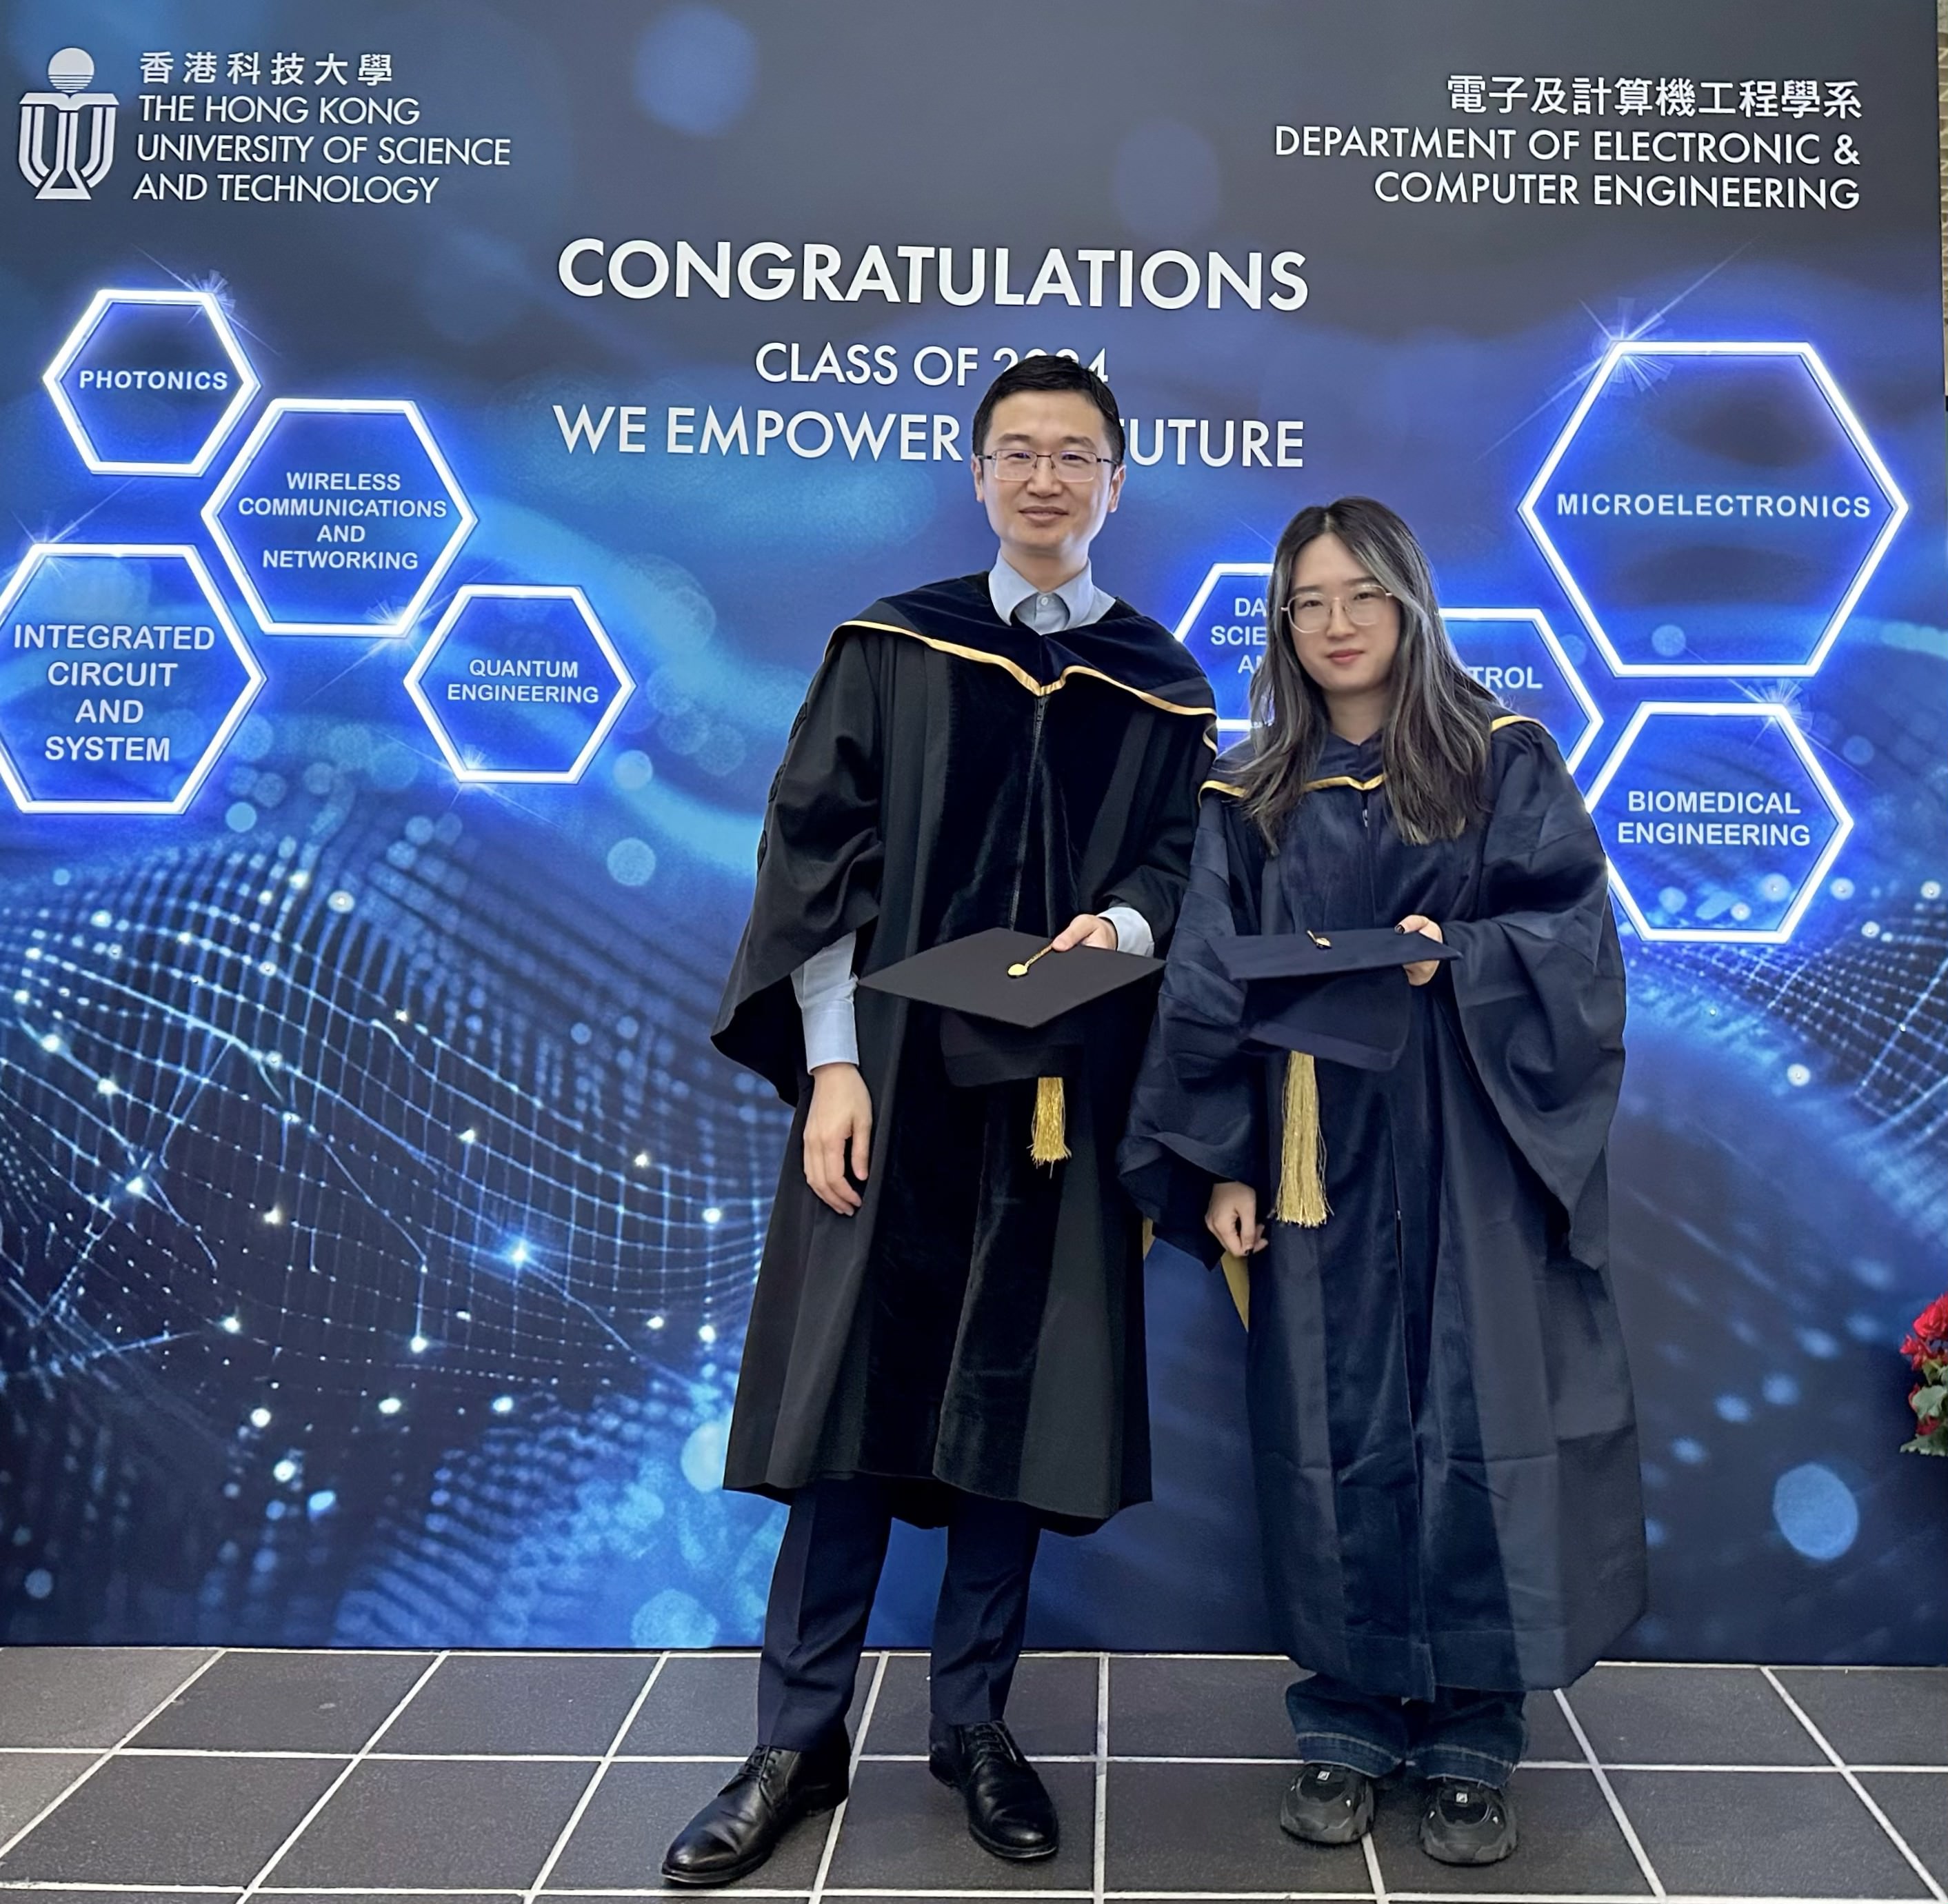 香港科技大學
THE HONG KONG
UNIVERSITY OF SCIENCE
AND TECHNOLOGY
電子及計算機工程學系
DEPARTMENT OF ELECTRONIC &
COMPUTER ENGINEERING
CONGRATULATIONS
CLASS OF
WE EMPOWER
PHOTONICS
WIRELESS
COMMUNICATIONS
AND
NETWORKING
INTEGRATED
CIRCUIT
AND
SYSTEM
QUANTUM
ENGINEERING
MICROELECTRONICS
BIOMEDICAL
ENGINEERING